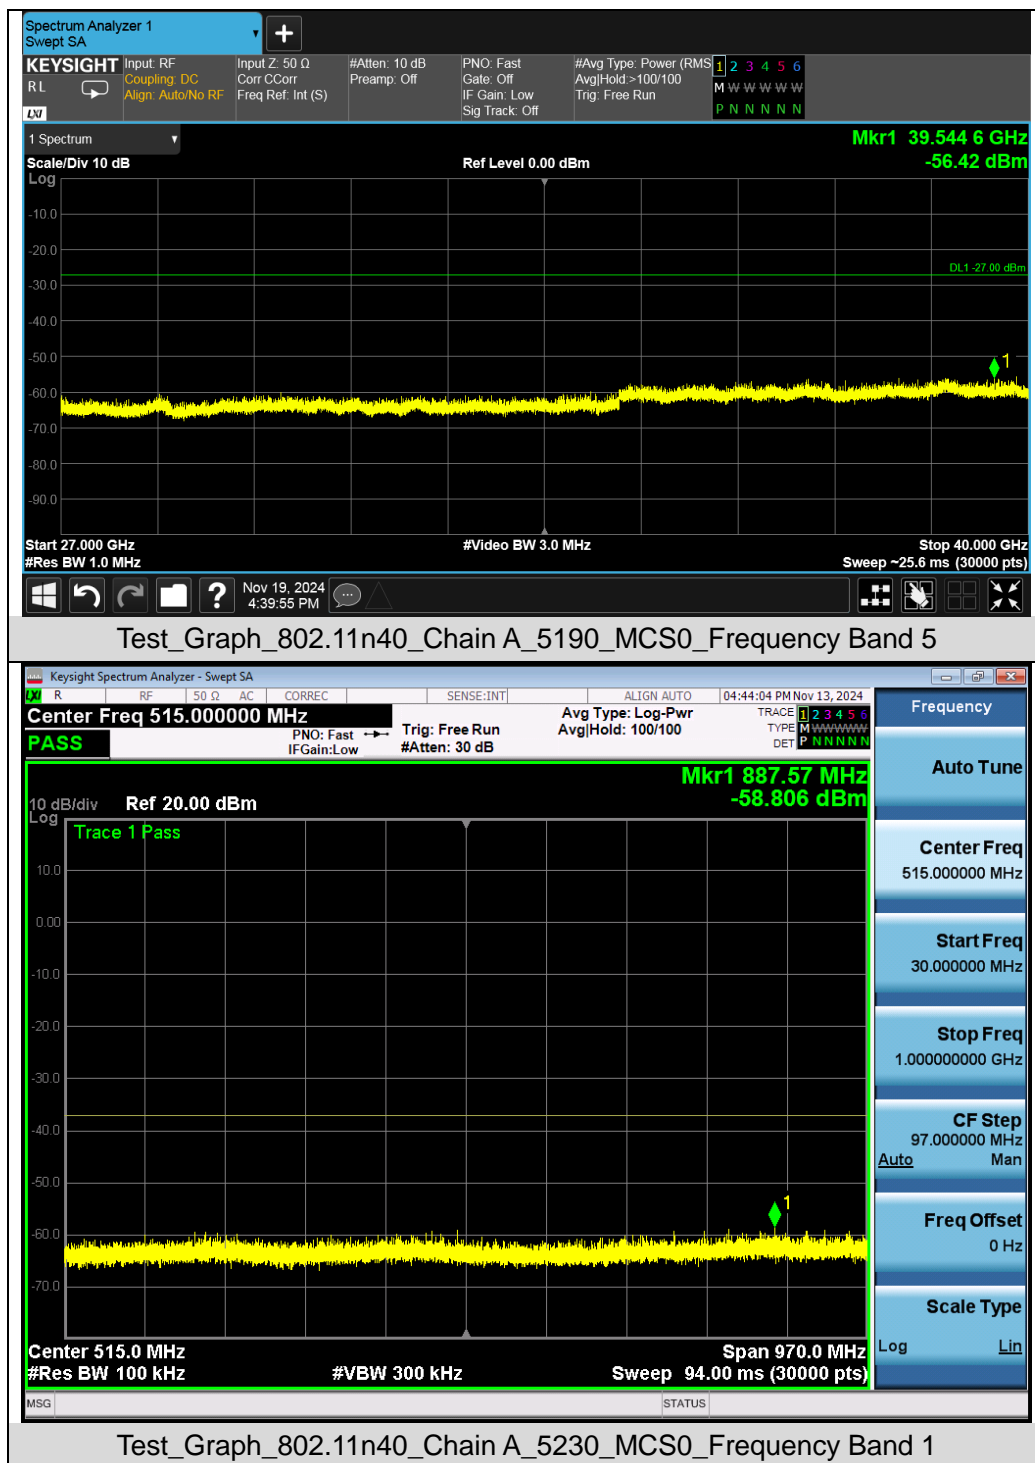 Spectrum Analyzer 1
Swept SA
KEYSIGHT
RL
LXI
Input: RF
Coupling: DC
Align: Auto/No RF
Input Z: 50 Ω
Corr CCorr
Freq Ref: Int (S)
#Atten: 10 dB
Preamp: Off
PNO: Fast
Gate: Off
IF Gain: Low
Sig Track: Off
#Avg Type: Power (RMS
Avg|Hold:>100/100
Trig: Free Run
1 2 3 4 5 6
M W W W W W
P N N N N N
1 Spectrum
Scale/Div 10 dB
Ref Level 0.00 dBm
Mkr1 39.544 6 GHz
-56.42 dBm
Log
-10.0
-20.0
DL1 -27.00 dBm
-30.0
-40.0
-50.0
1
-60.0
-70.0
-80.0
-90.0
Start 27.000 GHz
#Video BW 3.0 MHz
Stop 40.000 GHz
#Res BW 1.0 MHz
Sweep ~25.6 ms (30000 pts)
?
Nov 19, 2024
4:39:55 PM
Test_Graph_802.11n40_Chain A_5190_MCS0_Frequency Band 5
Keysight Spectrum Analyzer - Swept SA
LXI R RF 50 Ω AC CORREC SENSE:INT ALIGN AUTO 04:44:04 PM Nov 13, 2024
Center Freq 515.000000 MHz
PASS
PNO: Fast
IFGain:Low
Trig: Free Run
#Atten: 30 dB
Avg Type: Log-Pwr
Avg|Hold: 100/100
TRACE 1 2 3 4 5 6
TYPE M WWWWW
DET P N N N N N
Mkr1 887.57 MHz
-58.806 dBm
10 dB/div Ref 20.00 dBm
Log
Trace 1 Pass
10.0
0.00
-10.0
-20.0
-30.0
-40.0
-50.0
1
-60.0
-70.0
Center 515.0 MHz
Span 970.0 MHz
#Res BW 100 kHz
#VBW 300 kHz
Sweep 94.00 ms (30000 pts)
MSG
STATUS
Frequency
Auto Tune
Center Freq
515.000000 MHz
Start Freq
30.000000 MHz
Stop Freq
1.000000000 GHz
CF Step
97.000000 MHz
Auto Man
Freq Offset
0 Hz
Scale Type
Log Lin
Test_Graph_802.11n40_Chain A_5230_MCS0_Frequency Band 1